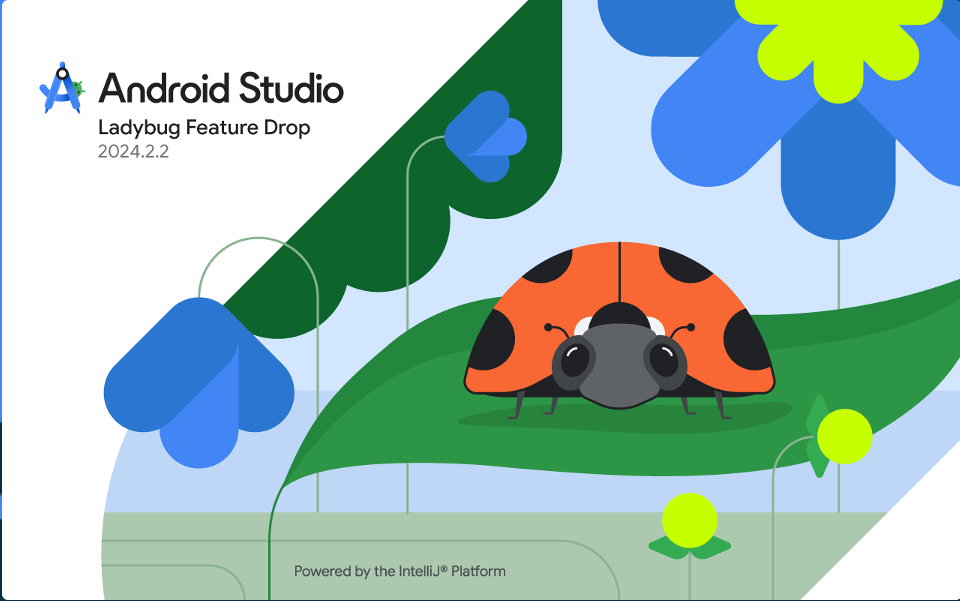 Android Studio
Ladybug Feature Drop
2024.2.2
Powered by the IntelliJ® Platform